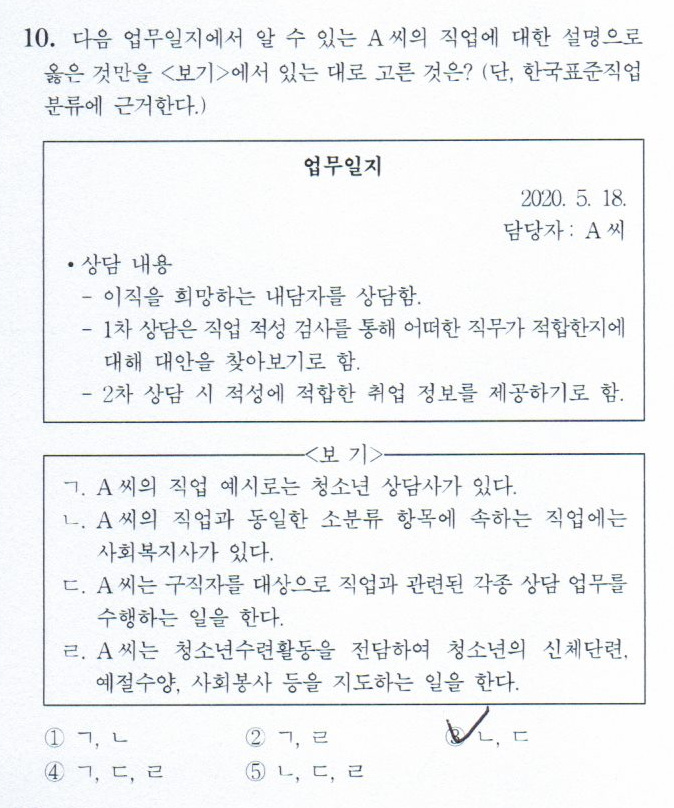 10. 다음 업무일지에서 알 수 있는 A 씨의 직업에 대한 설명으로
옳은 것만을 <보기>에서 있는 대로 고른 것은? (단, 한국표준직업
분류에 근거한다.)
업무일지
2020. 5. 18.
담당자 : A 씨
• 상담 내용
- 이직을 희망하는 내담자를 상담함.
- 1차 상담은 직업 적성 검사를 통해 어떠한 직무가 적합한지에
대해 대안을 찾아보기로 함.
- 2차 상담 시 적성에 적합한 취업 정보를 제공하기로 함.
<보 기>
ㄱ. A 씨의 직업 예시로는 청소년 상담사가 있다.
ㄴ. A 씨의 직업과 동일한 소분류 항목에 속하는 직업에는
사회복지사가 있다.
ㄷ. A 씨는 구직자를 대상으로 직업과 관련된 각종 상담 업무를
수행하는 일을 한다.
ㄹ. A 씨는 청소년수련활동을 전담하여 청소년의 신체단련,
예절수양, 사회봉사 등을 지도하는 일을 한다.
① ㄱ, ㄴ ② ㄱ, ㄹ ③ ㄴ, ㄷ
④ ㄱ, ㄷ, ㄹ ⑤ ㄴ, ㄷ, ㄹ